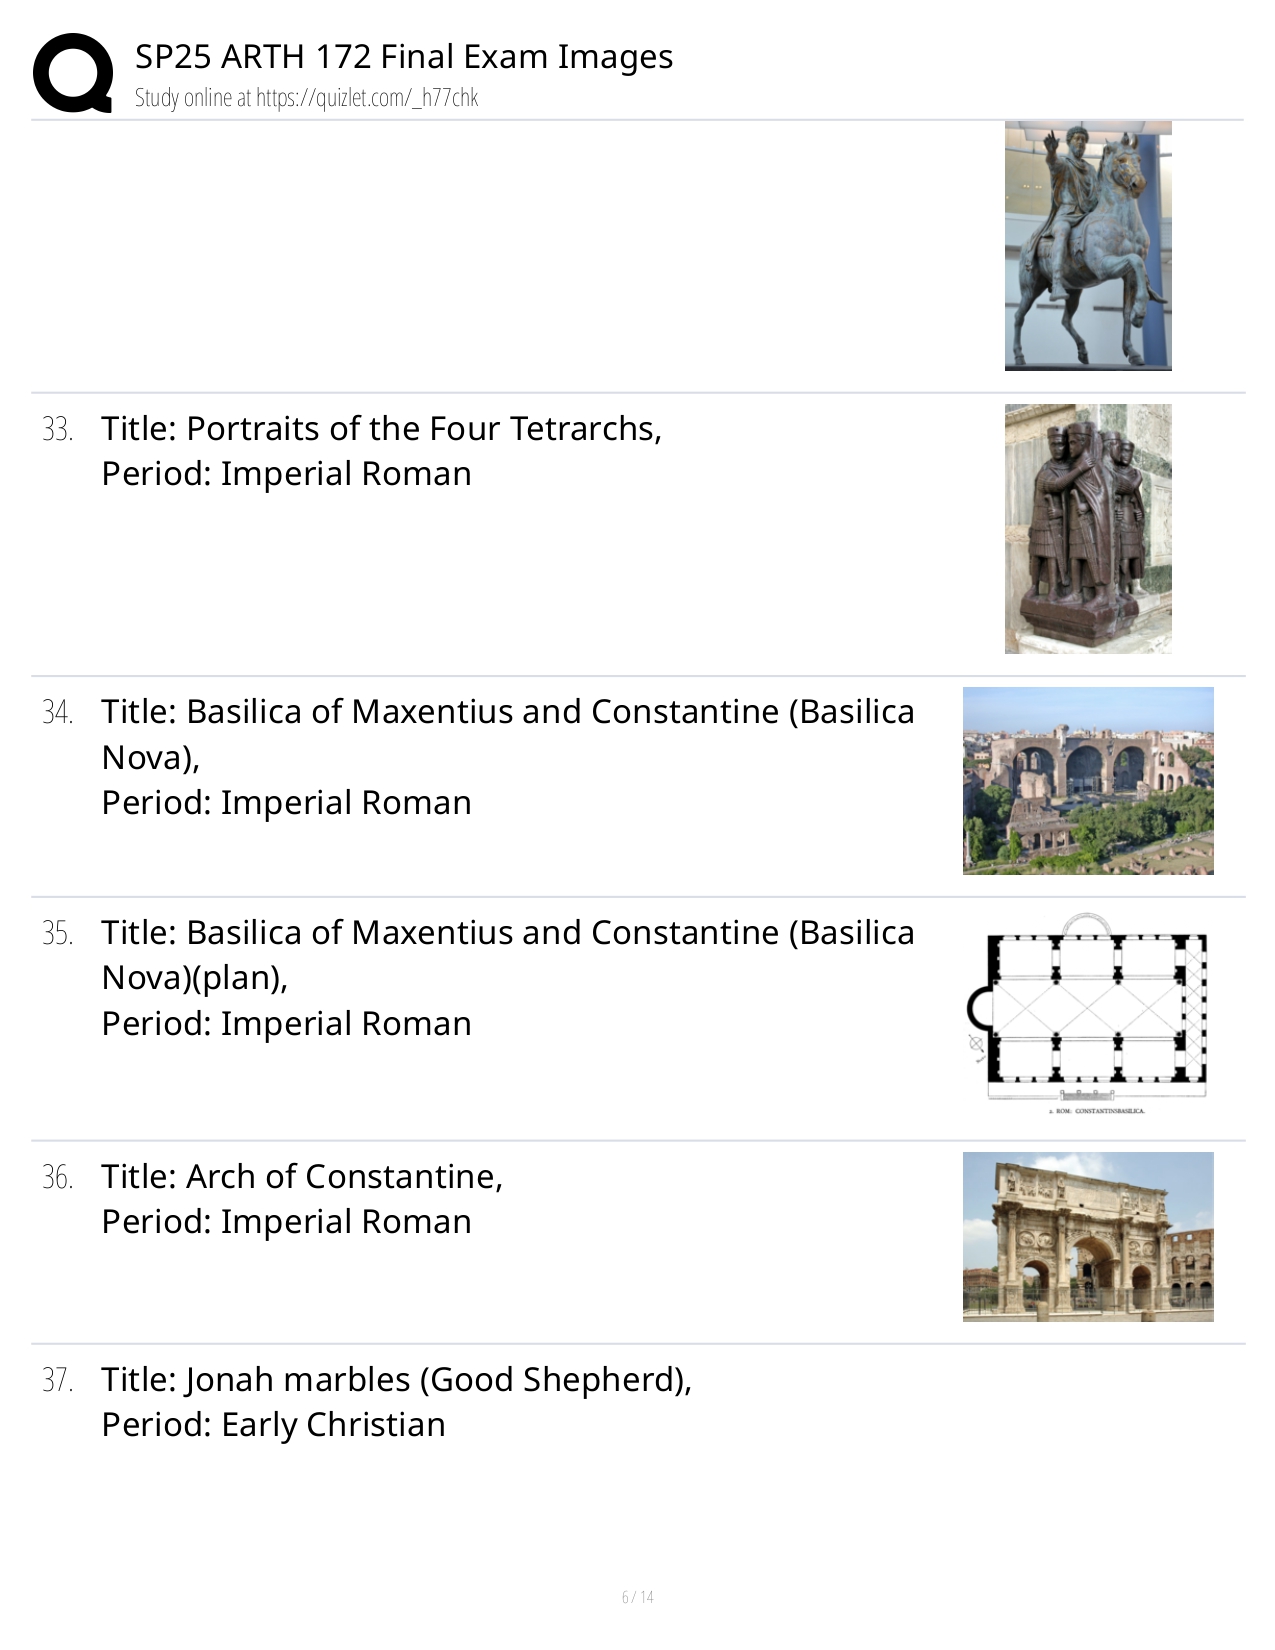 SP25 ARTH 172 Final Exam Images
Study online at https://quizlet.com/_h77chk
33. Title: Portraits of the Four Tetrarchs,
Period: Imperial Roman
34. Title: Basilica of Maxentius and Constantine (Basilica
Nova),
Period: Imperial Roman
35. Title: Basilica of Maxentius and Constantine (Basilica
Nova)(plan),
Period: Imperial Roman
2. ROM: CONSTANTINSBASILICA.
36. Title: Arch of Constantine,
Period: Imperial Roman
37. Title: Jonah marbles (Good Shepherd),
Period: Early Christian
6 / 14